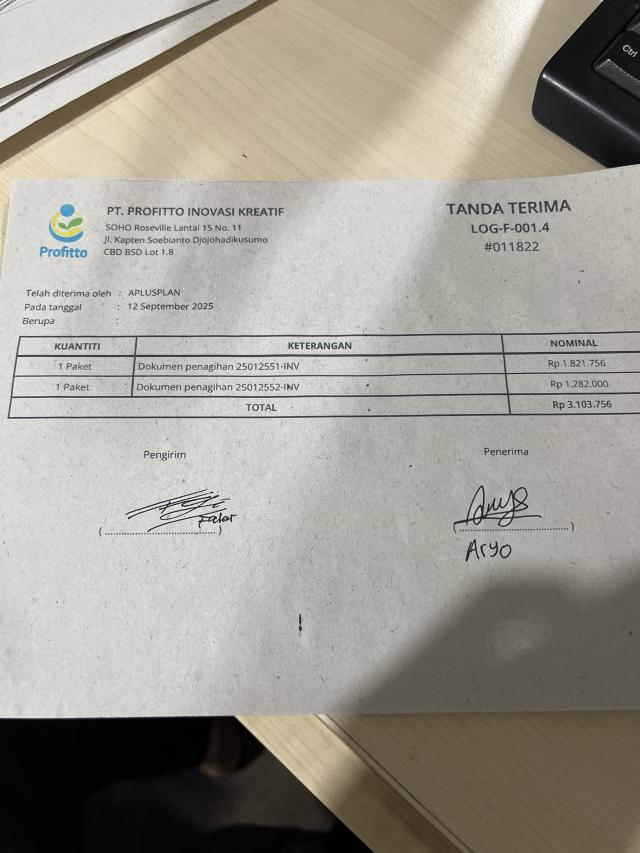 Ctrl
Profitto
PT. PROFITTO INOVASI KREATIF
SOHO Roseville Lantai 15 No. 11
Jl. Kapten Soebianto Djojohadikusumo
CBD BSD Lot 1.8
TANDA TERIMA
LOG-F-001.4
#011822
Telah diterima oleh : APLUSPLAN
Pada tanggal : 12 September 2025
Berupa :
KUANTITI KETERANGAN NOMINAL
1 Paket Dokumen penagihan 25012551-INV Rp 1.821.756
1 Paket Dokumen penagihan 25012552-INV Rp 1.282.000
TOTAL Rp 3.103.756
Pengirim Penerima
(........................................) (........................................)
Aryo